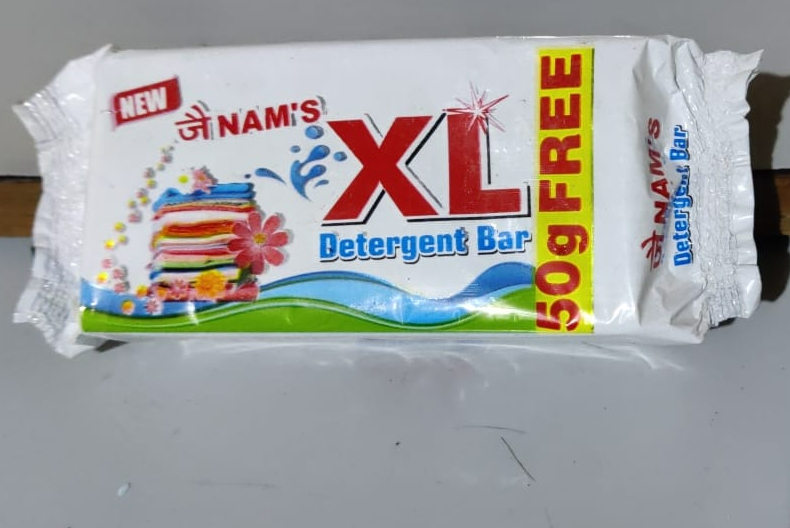 NEW
जै NAM'S
XL
Detergent Bar
50g FREE
जै NAM'S
Detergent Bar